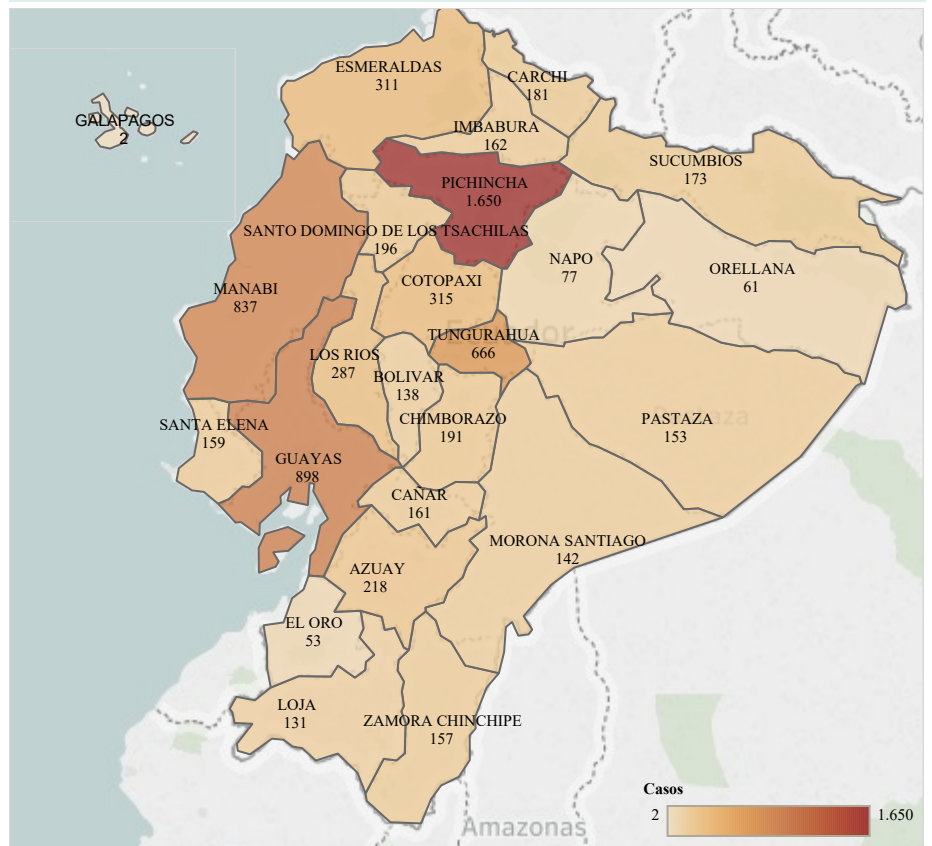 ESMERALDAS
311
CARCHI
181
IMBABURA
162
GALAPAGOS
2
SUCUMBIOS
173
PICHINCHA
1.650
SANTO DOMINGO DE LOS TSACHILAS
196
NAPO
77
ORELLANA
61
COTOPAXI
315
MANABI
837
Ecuador
TUNGURAHUA
666
LOS RIOS
287
BOLIVAR
138
CHIMBORAZO
191
Pastaza
PASTAZA
153
SANTA ELENA
159
GUAYAS
898
CAÑAR
161
MORONA SANTIAGO
142
AZUAY
218
EL ORO
53
LOJA
131
ZAMORA CHINCHIPE
157
Casos
2
1.650
Amazonas